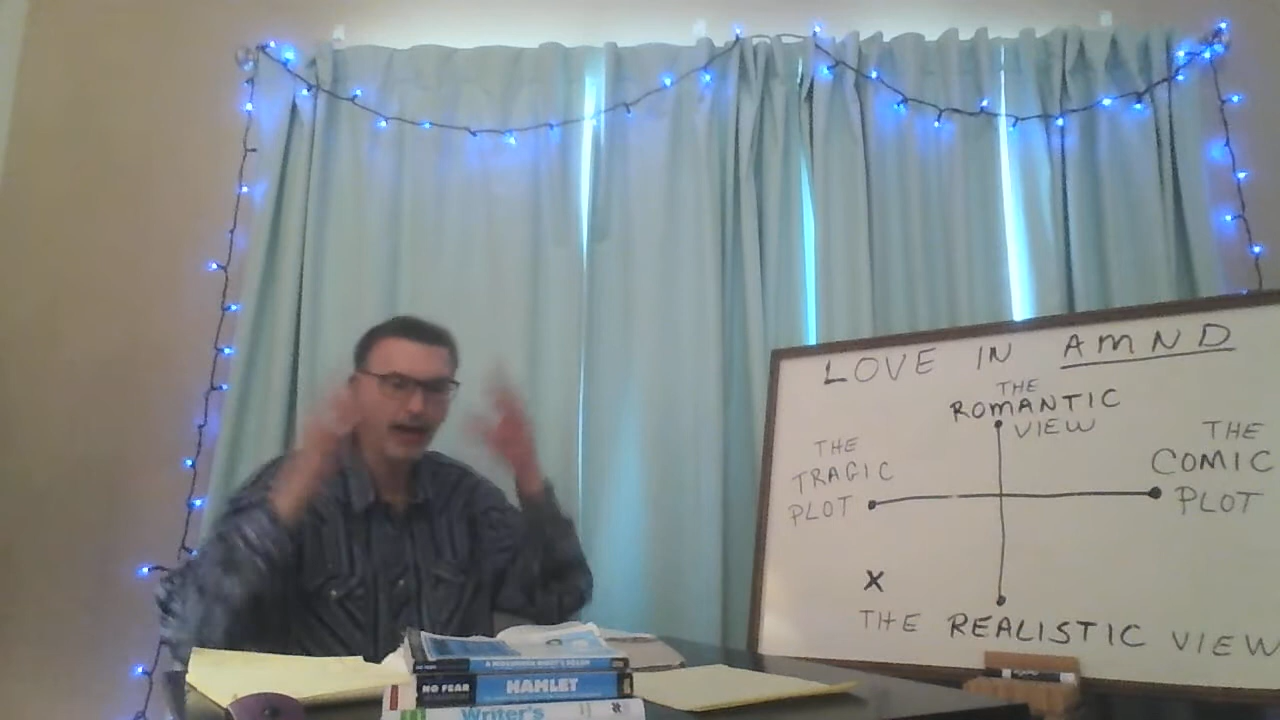 LOVE IN AMND
THE
ROMANTIC
VIEW
THE
TRAGIC
PLOT
THE
COMIC
PLOT
X
THE REALISTIC VIEW
A MIDSUMMER NIGHT'S DREAM
NO FEAR HAMLET
Writer's